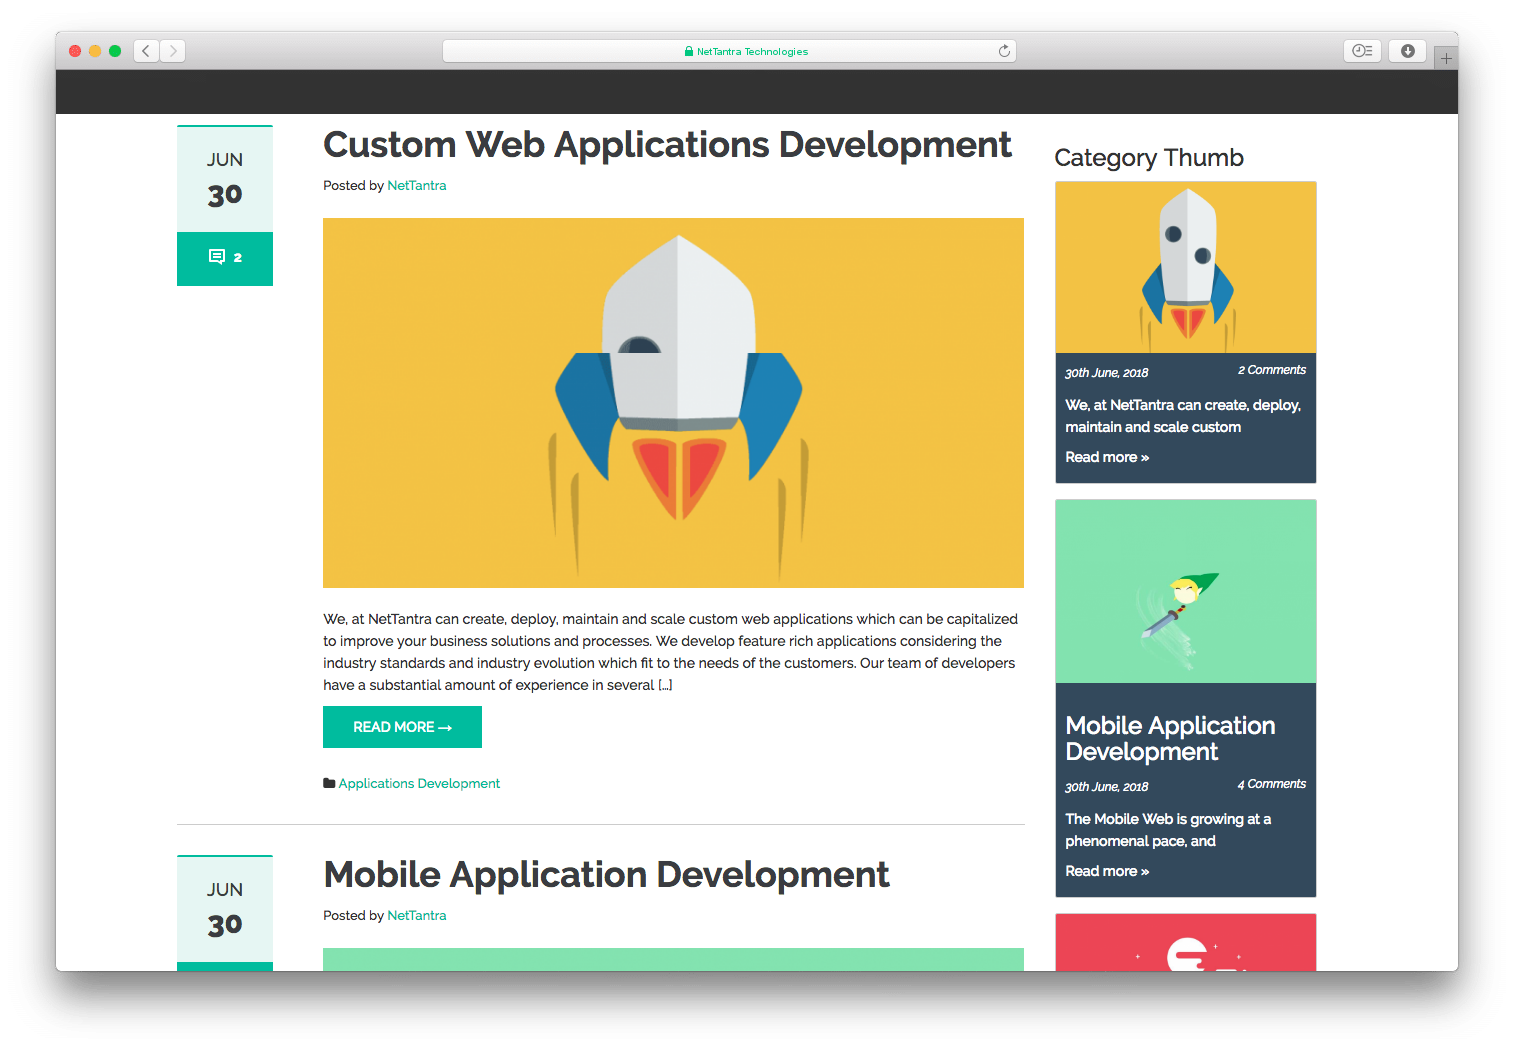 NetTantra Technologies
JUN
30
2
Custom Web Applications Development
Posted by NetTantra
We, at NetTantra can create, deploy, maintain and scale custom web applications which can be capitalized
to improve your business solutions and processes. We develop feature rich applications considering the
industry standards and industry evolution which fit to the needs of the customers. Our team of developers
have a substantial amount of experience in several [...]
READ MORE →
Applications Development
JUN
30
Mobile Application Development
Posted by NetTantra
Category Thumb
30th June, 2018
2 Comments
We, at NetTantra can create, deploy,
maintain and scale custom
Read more »
Mobile Application
Development
30th June, 2018
4 Comments
The Mobile Web is growing at a
phenomenal pace, and
Read more »